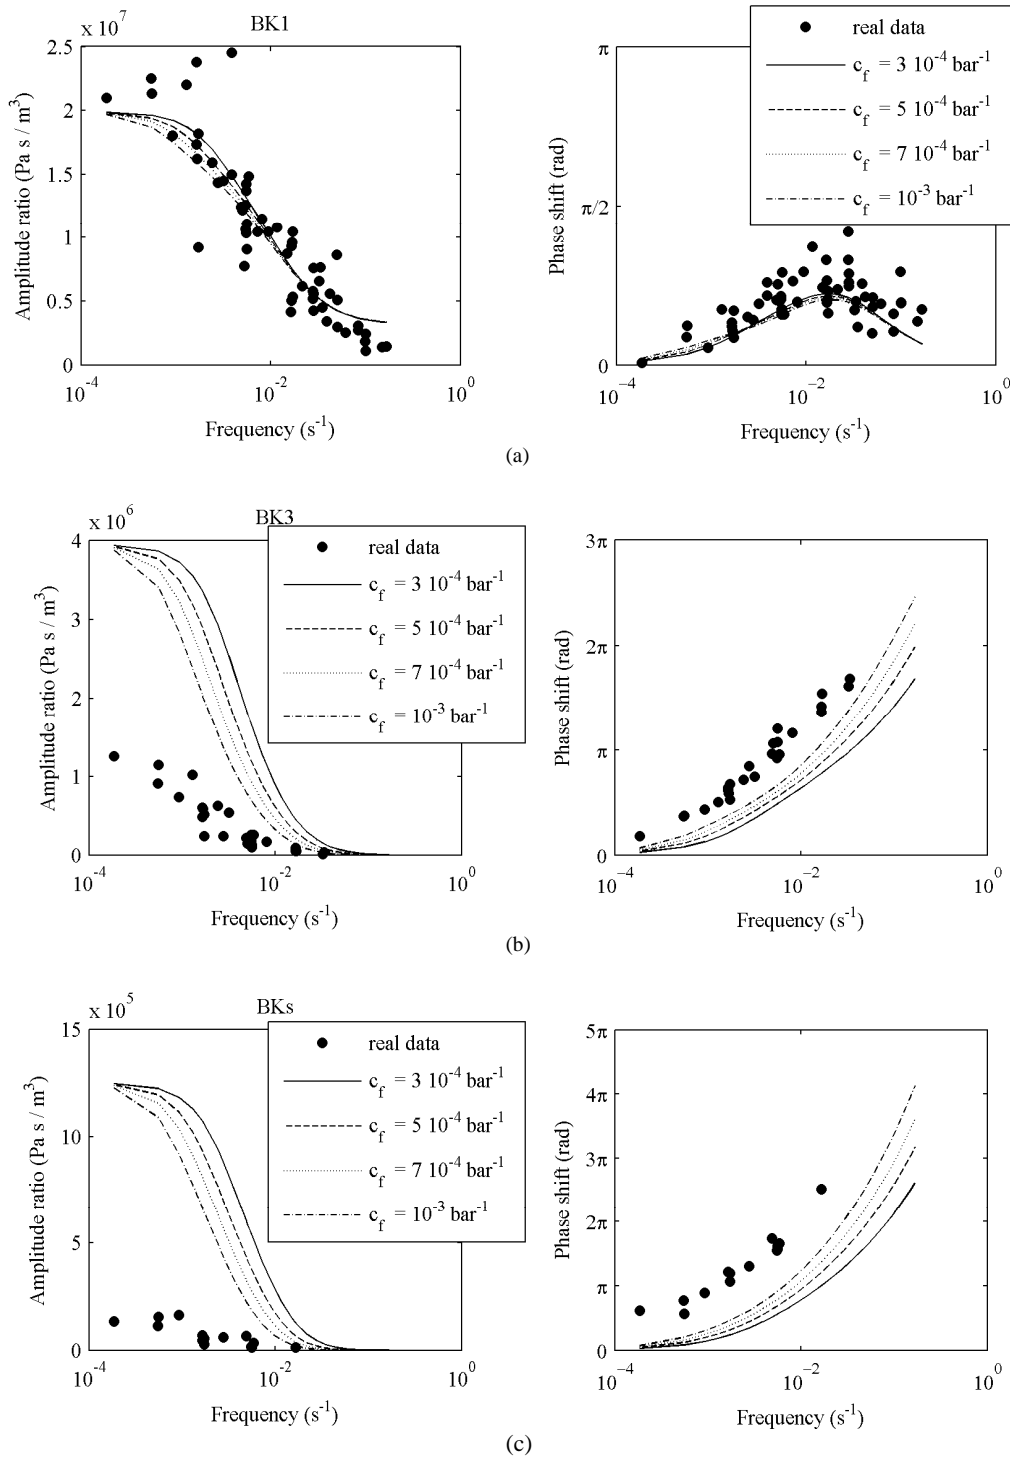 x 10^7
BK1
2.5
2
1.5
1
0.5
0
10^-4
10^-2
10^0
Amplitude ratio (Pa s / m^3)
Frequency (s^-1)
π
π/2
0
10^-4
10^-2
10^0
Phase shift (rad)
Frequency (s^-1)
real data
c_f = 3 10^-4 bar^-1
c_f = 5 10^-4 bar^-1
c_f = 7 10^-4 bar^-1
c_f = 10^-3 bar^-1
(a)
x 10^6
BK3
4
3
2
1
0
10^-4
10^-2
10^0
Amplitude ratio (Pa s / m^3)
Frequency (s^-1)
real data
c_f = 3 10^-4 bar^-1
c_f = 5 10^-4 bar^-1
c_f = 7 10^-4 bar^-1
c_f = 10^-3 bar^-1
3π
2π
π
0
10^-4
10^-2
10^0
Phase shift (rad)
Frequency (s^-1)
(b)
x 10^5
BKs
15
10
5
0
10^-4
10^-2
10^0
Amplitude ratio (Pa s / m^3)
Frequency (s^-1)
real data
c_f = 3 10^-4 bar^-1
c_f = 5 10^-4 bar^-1
c_f = 7 10^-4 bar^-1
c_f = 10^-3 bar^-1
5π
4π
3π
2π
π
0
10^-4
10^-2
10^0
Phase shift (rad)
Frequency (s^-1)
(c)